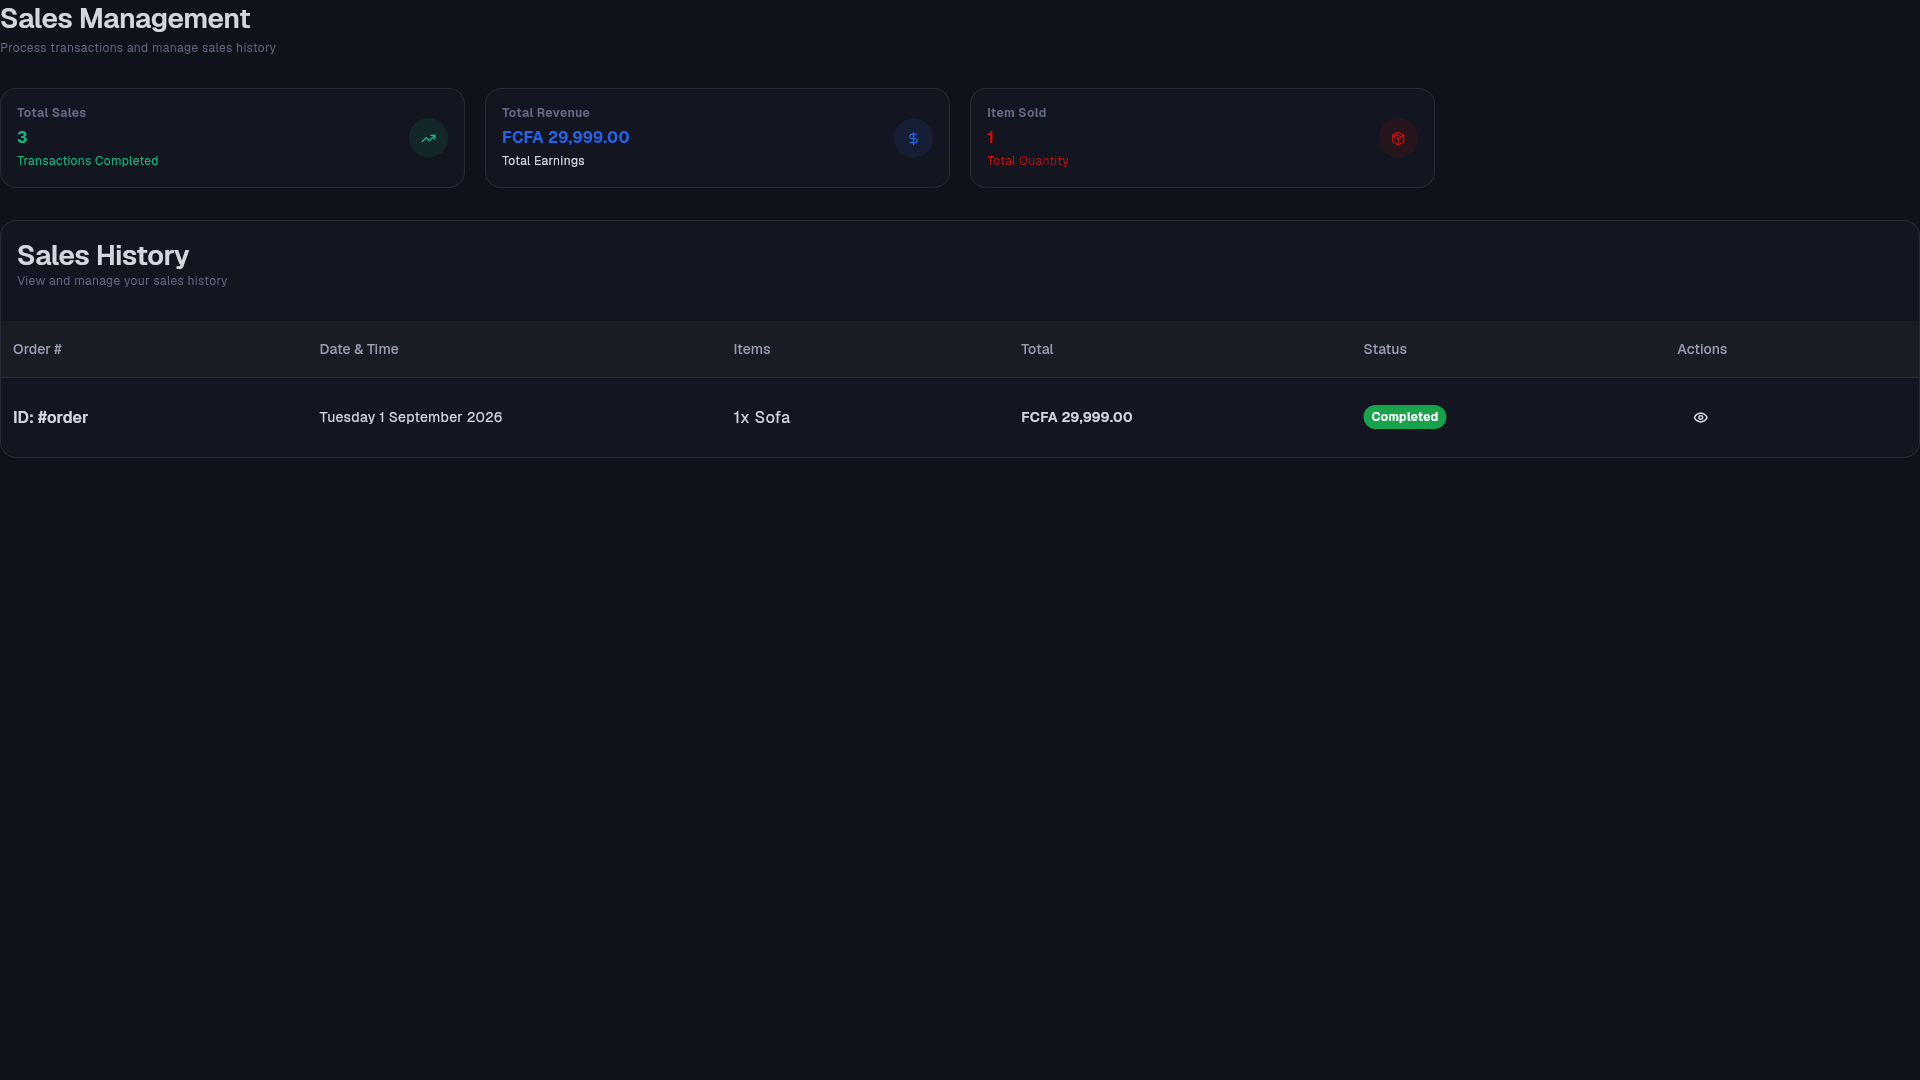 Sales Management
Process transactions and manage sales history
Total Sales
3
Transactions Completed
Total Revenue
FCFA 29,999.00
Total Earnings
Item Sold
1
Total Quantity
Sales History
View and manage your sales history
Order # Date & Time Items Total Status Actions
ID: #order Tuesday 1 September 2026 1x Sofa FCFA 29,999.00 Completed